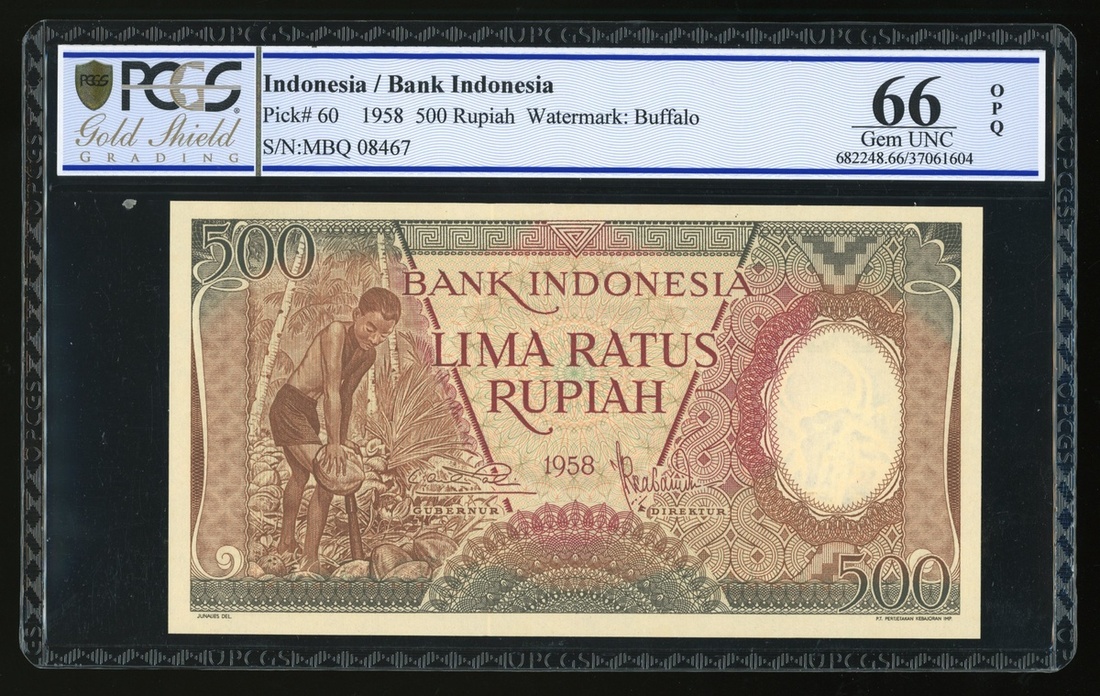 PCGS
PCGS
Gold Shield
GRADING
Indonesia / Bank Indonesia
Pick# 60 1958 500 Rupiah Watermark: Buffalo
S/N:MBQ 08467
66
Gem UNC
682248.66/37061604
OPQ
500
BANK INDONESIA
LIMA RATUS
RUPIAH
1958
GUBERNUR
DIREKTUR
500
JUNALIES DEL.
P.T. PERTJETAKAN KEBAJORAN IMP.